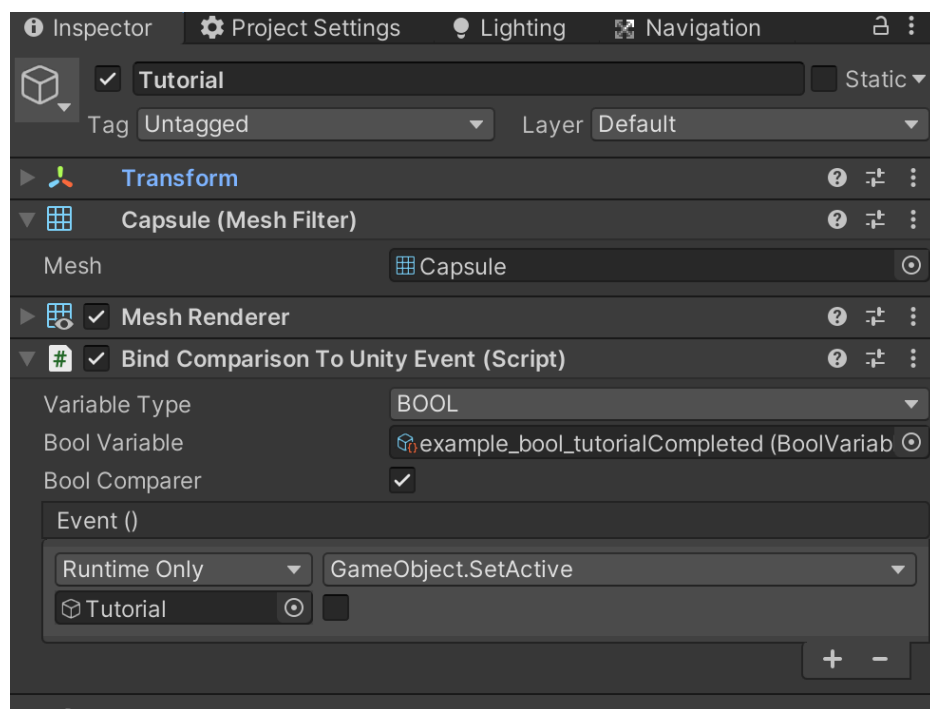 Inspector Project Settings Lighting Navigation
Tutorial Static
Tag Untagged Layer Default
Transform
Capsule (Mesh Filter)
Mesh Capsule
Mesh Renderer
# Bind Comparison To Unity Event (Script)
Variable Type BOOL
Bool Variable example_bool_tutorialCompleted (BoolVariab
Bool Comparer
Event ()
Runtime Only GameObject.SetActive
Tutorial